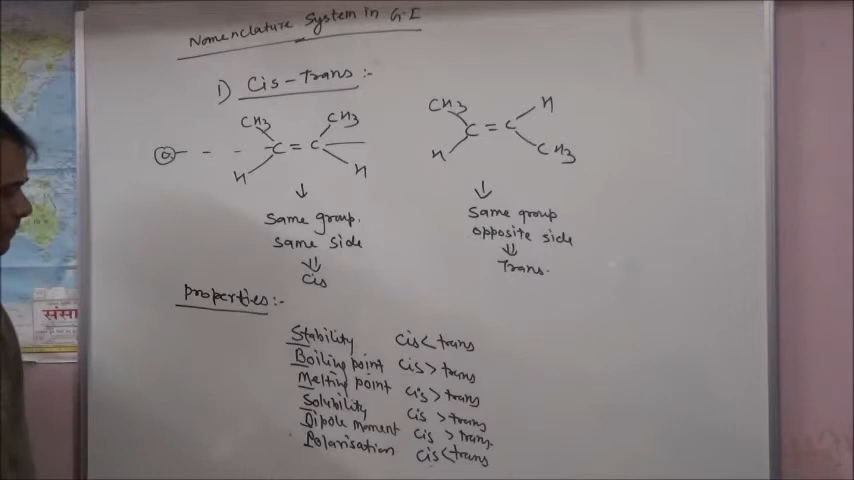 Nomenclature System in G.I
1) Cis-Trans:-
CH3 CH3
C = C
H H
CH3 H
C = C
H CH3
↓
Same group.
Same side
⇓
Cis
↓
Same group
opposite side
⇓
Trans.
Properties:-
Stability Cis < trans
Boiling point Cis > trans
Melting point Cis > trans
Solubility Cis > trans
Dipole moment Cis > trans
Polarisation Cis < trans
संसा